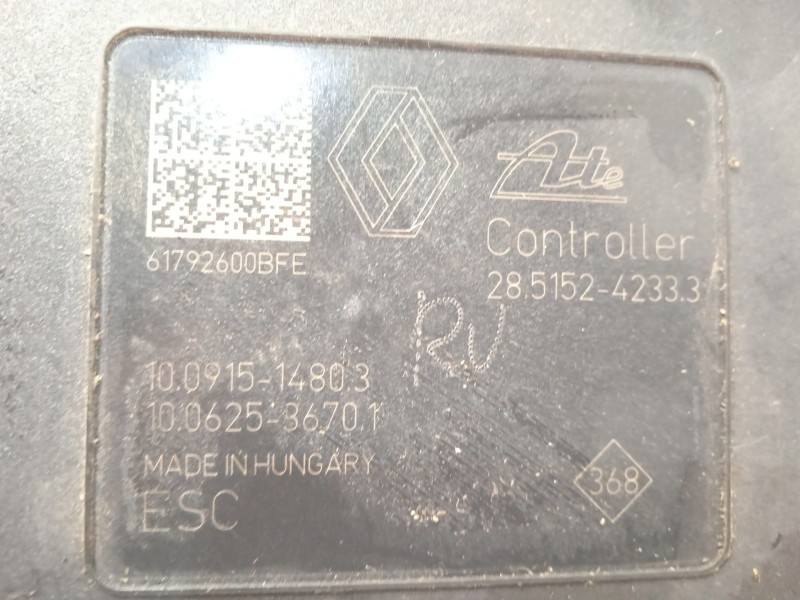 Ate
61792600BFE
Controller
28.5152-4233.3
RU
10.0915-1480.3
10.0625-3670.1
MADE IN HUNGARY
368
ESC